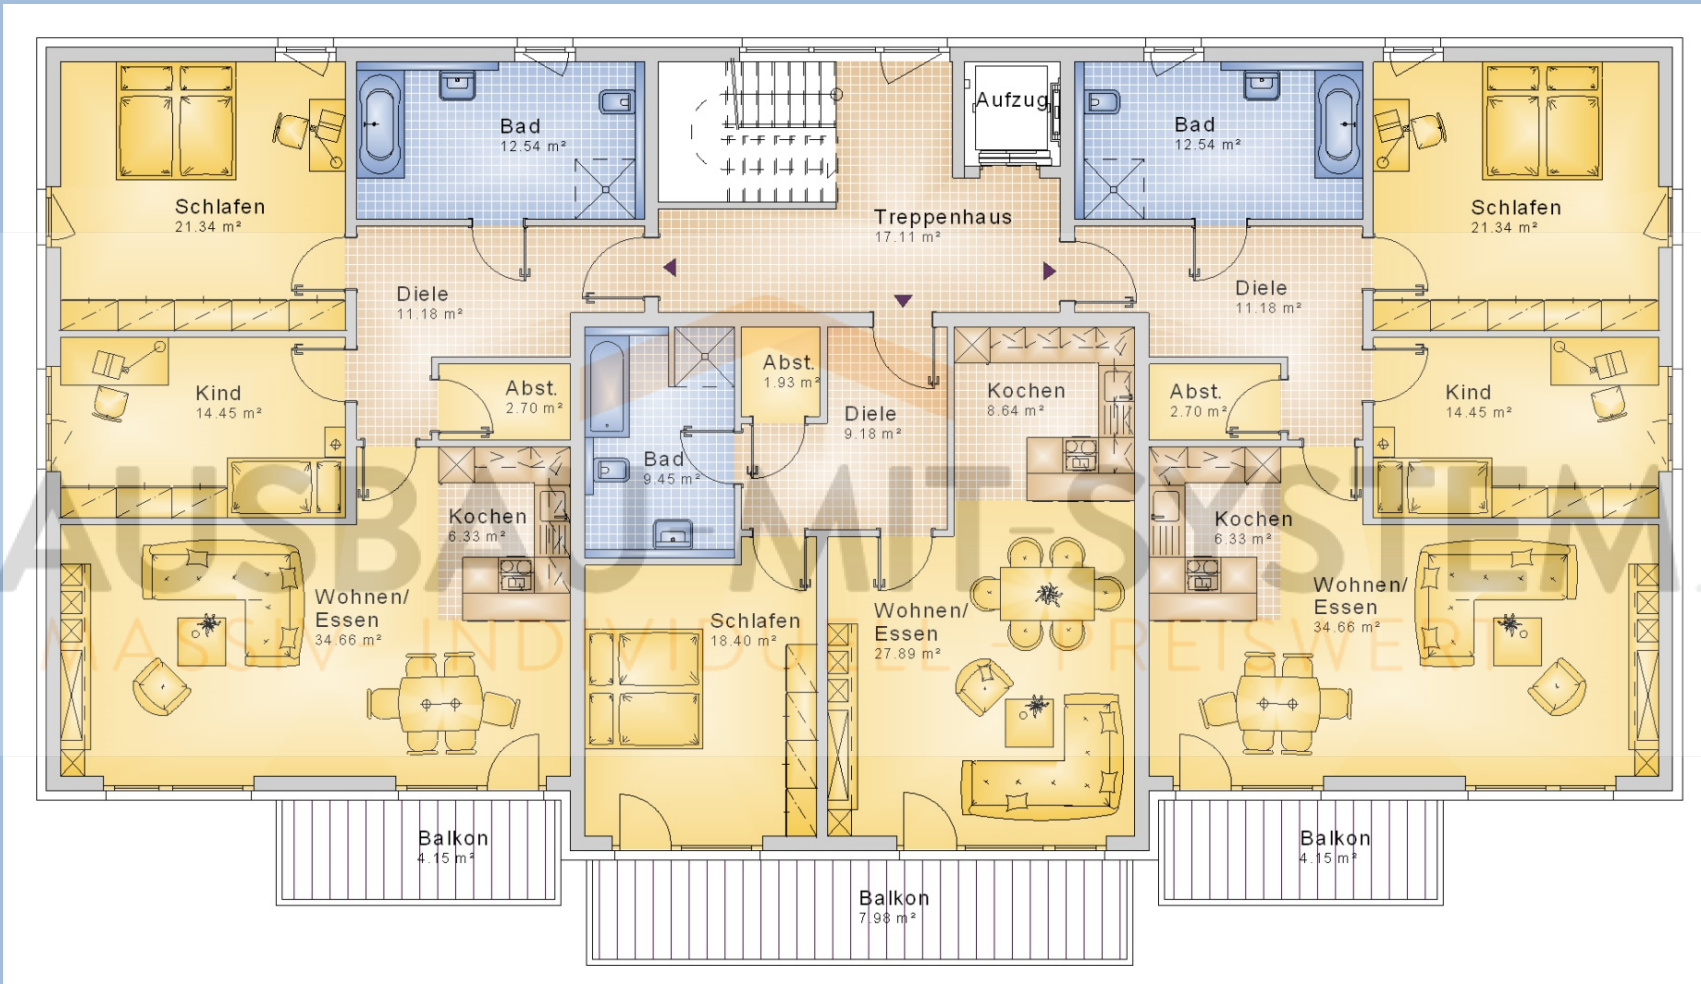 Aufzug
Bad
12.54 m²
Bad
12.54 m²
Schlafen
21.34 m²
Treppenhaus
17.11 m²
Schlafen
21.34 m²
Diele
11.18 m²
Diele
11.18 m²
Kind
14.45 m²
Abst.
2.70 m²
Abst.
1.93 m²
Diele
9.18 m²
Kochen
8.64 m²
Abst.
2.70 m²
Kind
14.45 m²
Bad
9.45 m²
AUSBAU-MIT-SYSTEM.
Kochen
6.33 m²
Kochen
6.33 m²
Wohnen/
Essen
34.66 m²
Schlafen
18.40 m²
Wohnen/
Essen
27.89 m²
Wohnen/
Essen
34.66 m²
MASSIV - INDIVIDUELL - PREISWERT
Balkon
4.15 m²
Balkon
7.98 m²
Balkon
4.15 m²